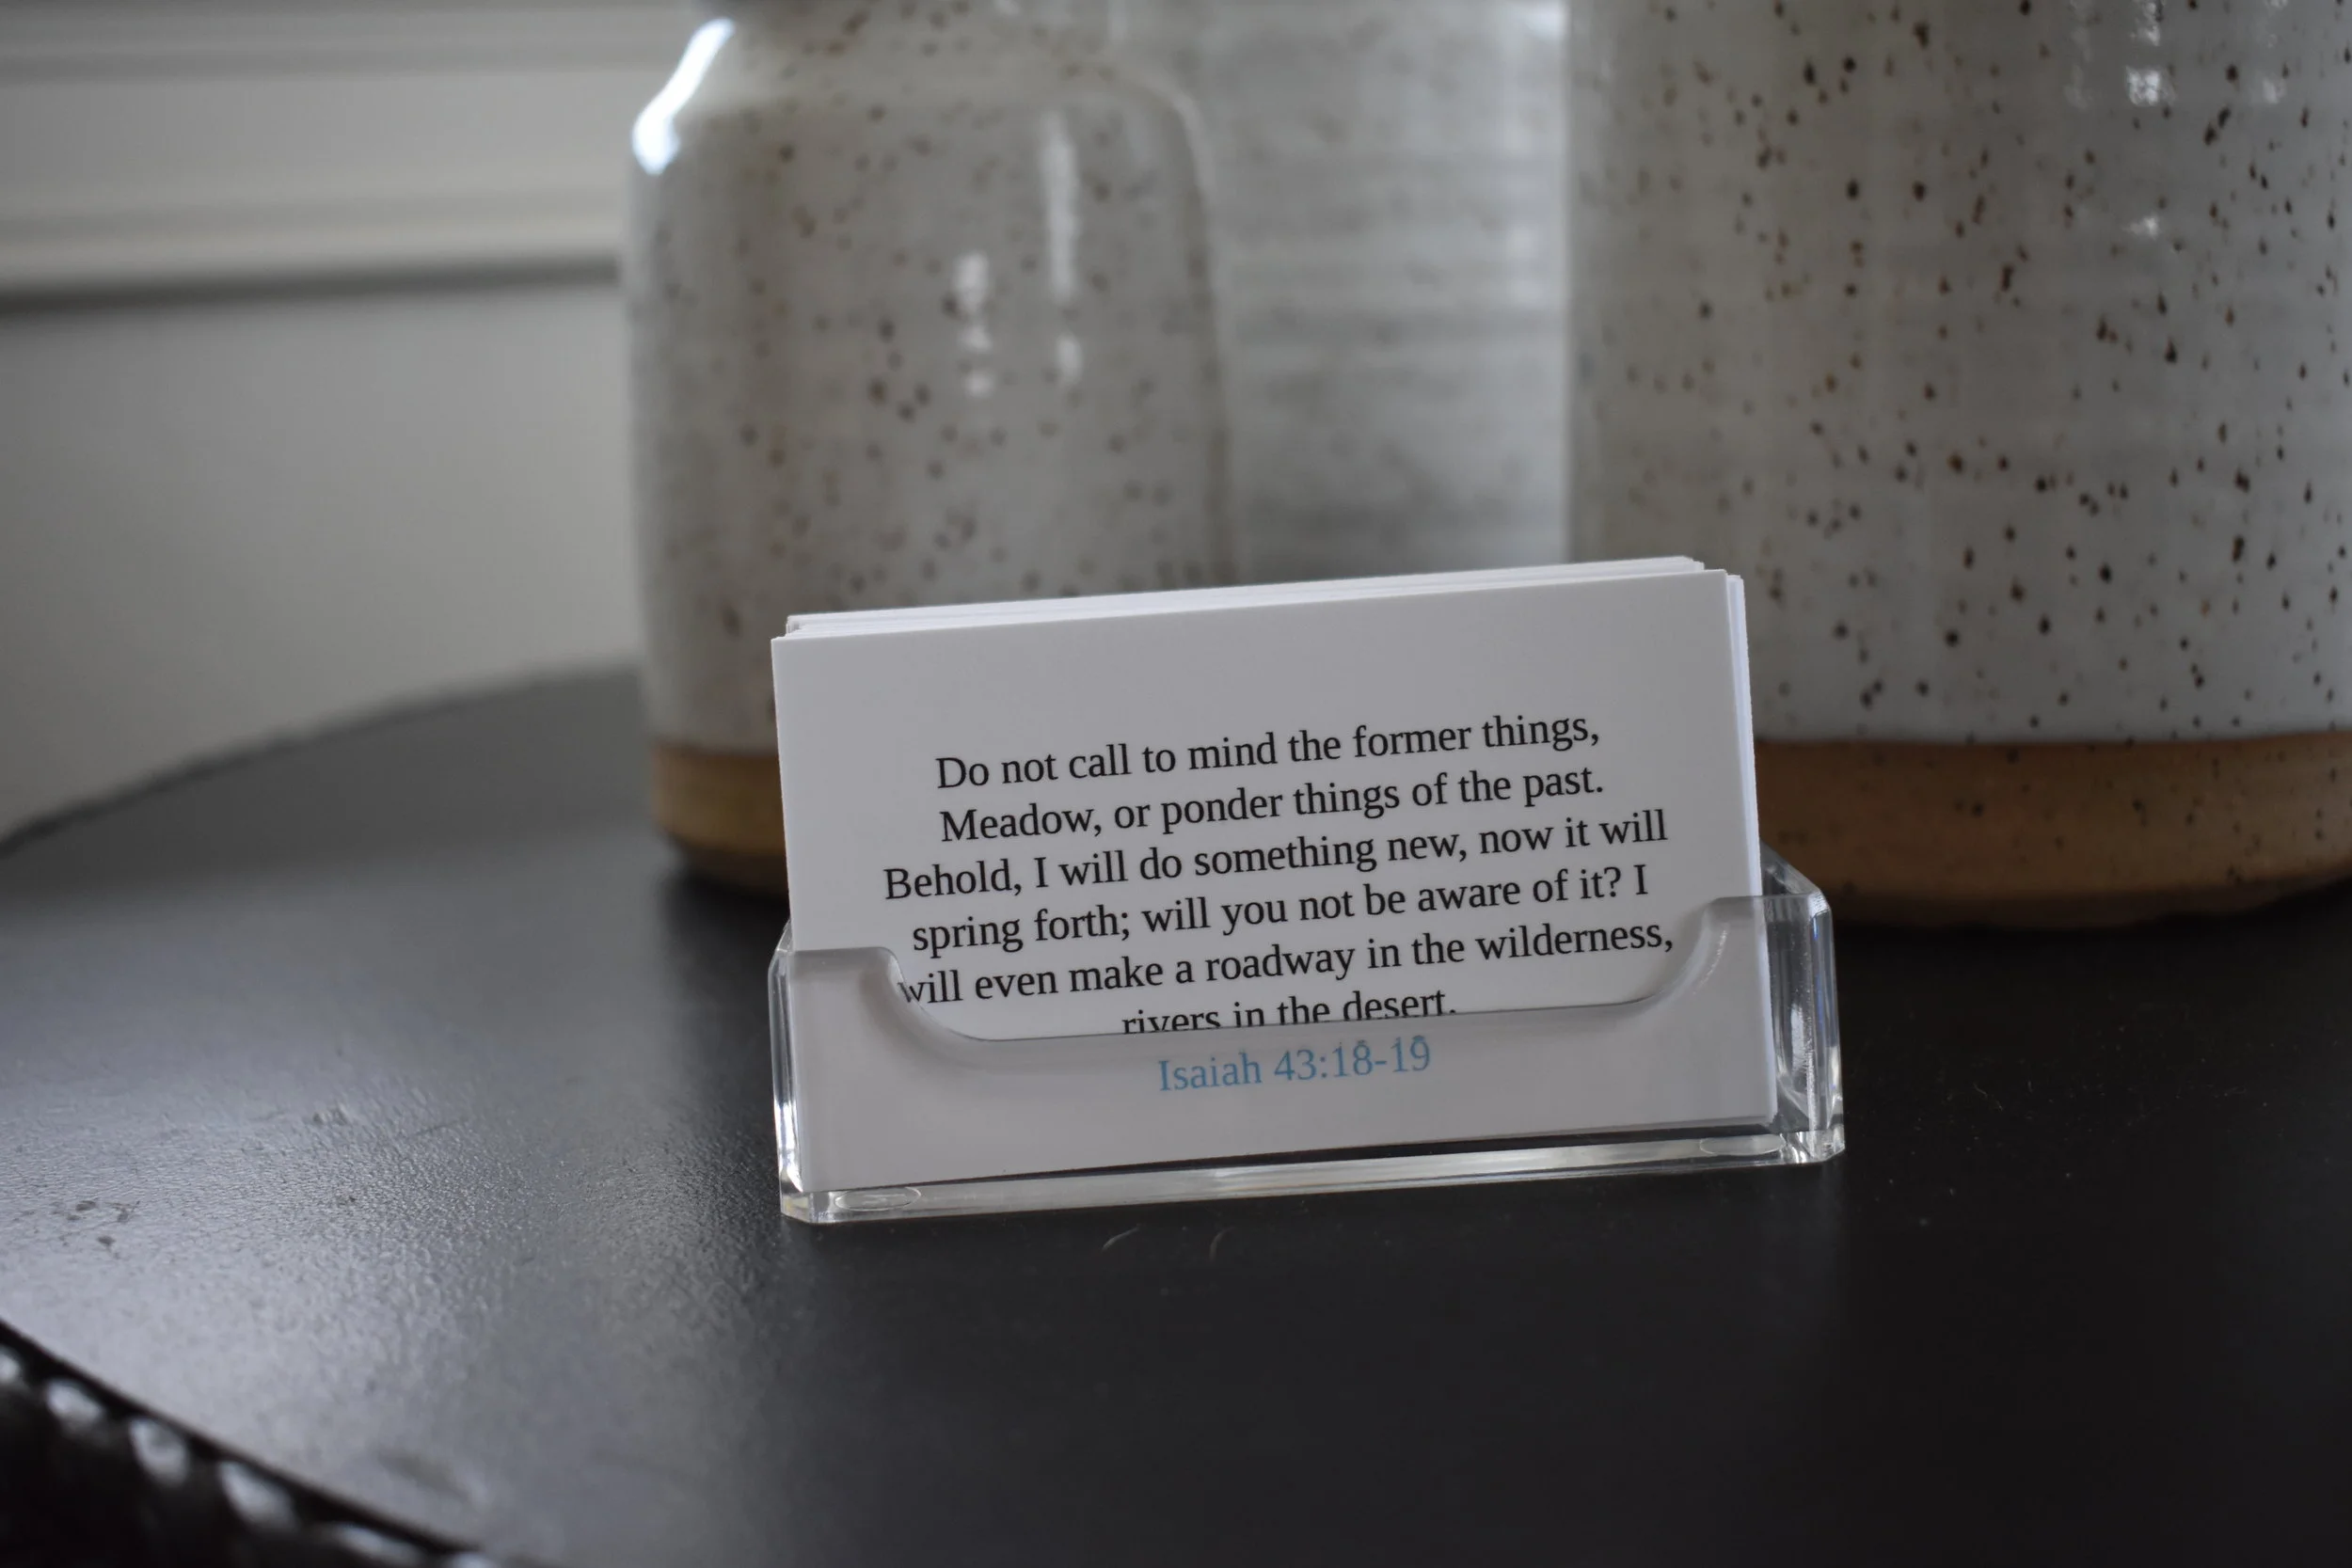 Do not call to mind the former things,
Meadow, or ponder things of the past.
Behold, I will do something new, now it will
spring forth; will you not be aware of it? I
will even make a roadway in the wilderness,
rivers in the desert.
Isaiah 43:18-19